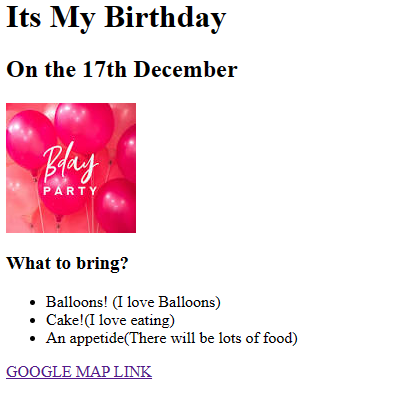 Its My Birthday
On the 17th December
Bday
PARTY
What to bring?
Balloons! (I love Balloons)
Cake!(I love eating)
An appetide(There will be lots of food)
GOOGLE MAP LINK